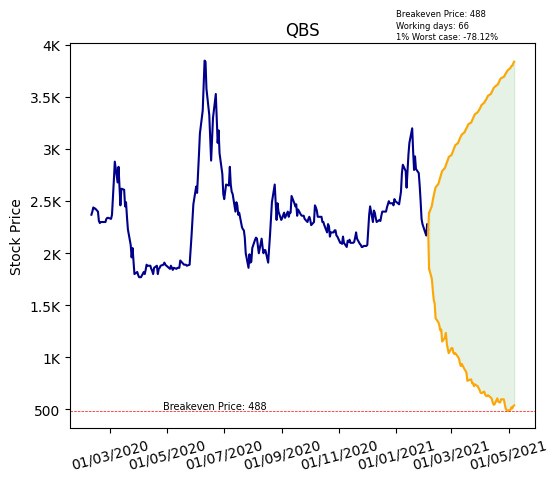 Breakeven Price: 488
Working days: 66
1% Worst case: -78.12%
QBS
4K
3.5K
3K
2.5K
2K
1.5K
1K
500
Stock Price
Breakeven Price: 488
01/03/2020
01/05/2020
01/07/2020
01/09/2020
01/11/2020
01/01/2021
01/03/2021
01/05/2021